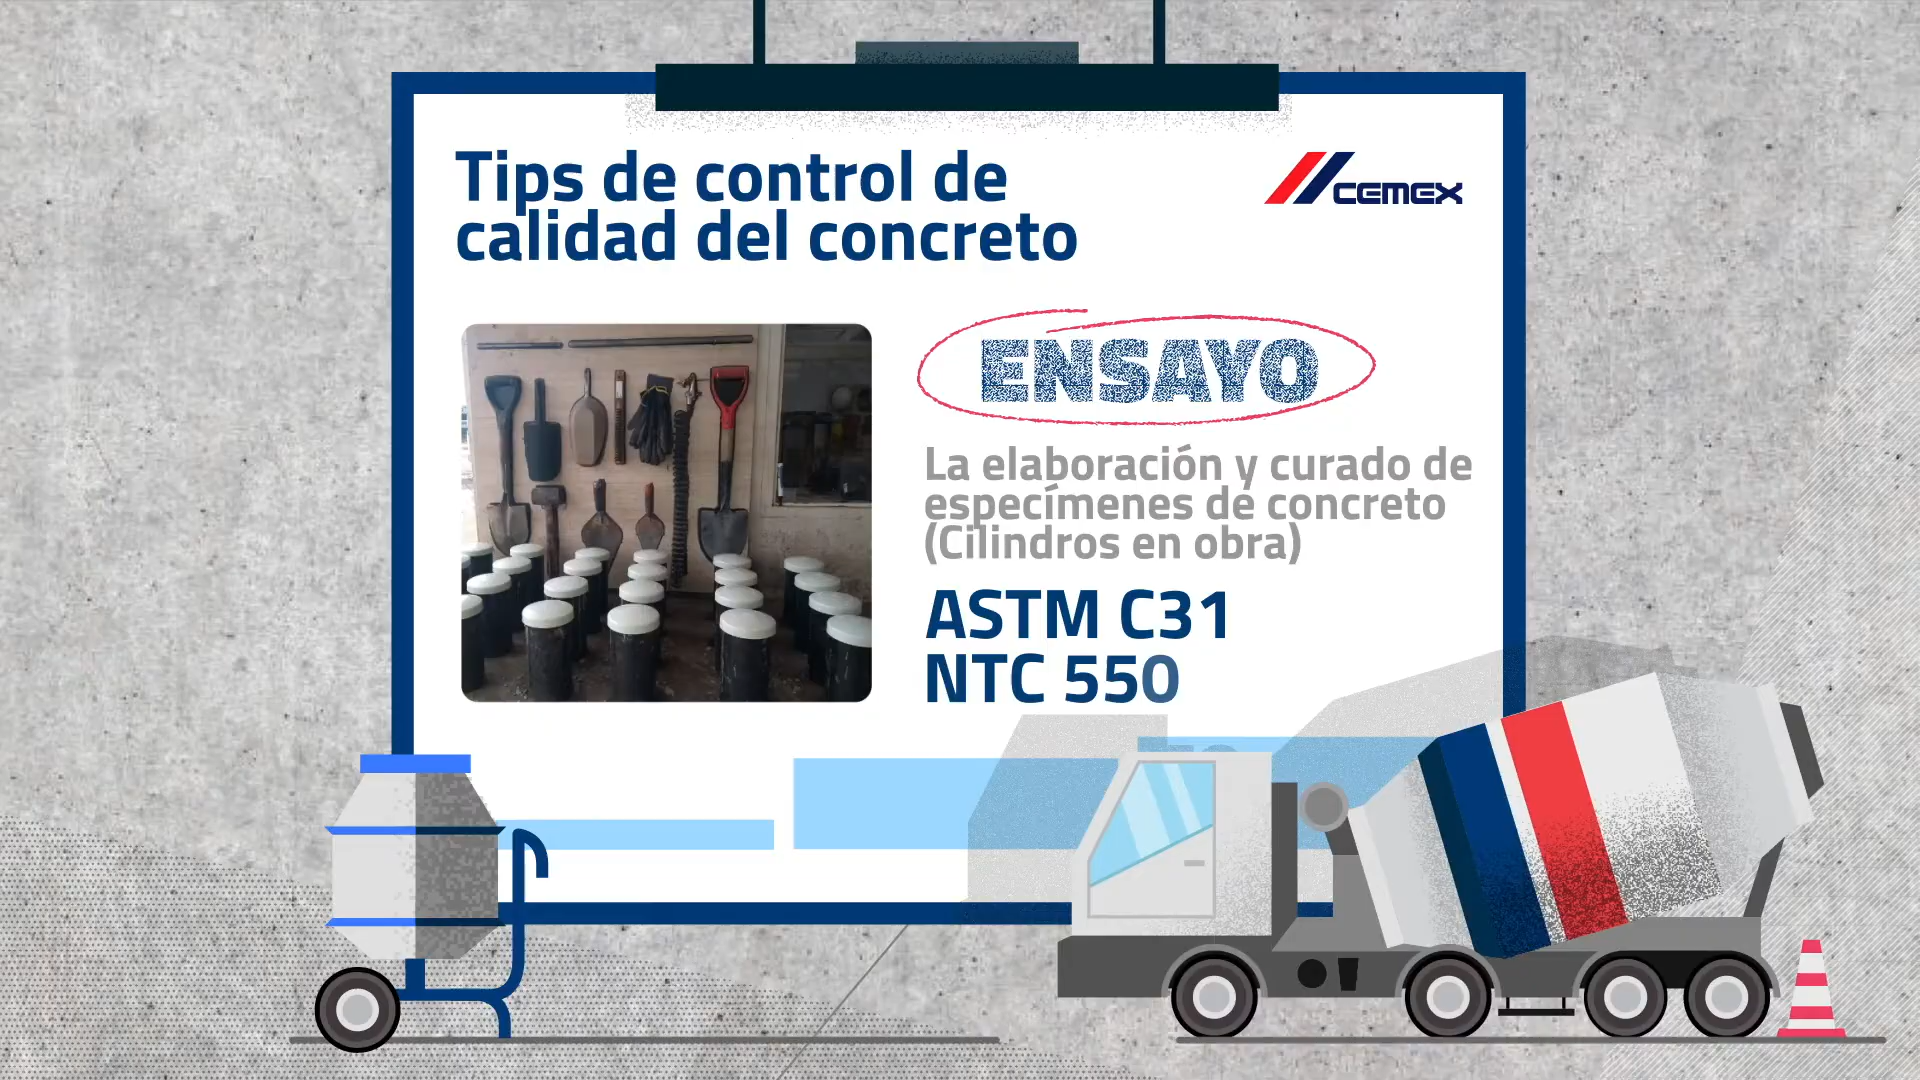 Tips de control de
calidad del concreto
CEMEX
ENSAYO
La elaboración y curado de
especímenes de concreto
(Cilindros en obra)
ASTM C31
NTC 550